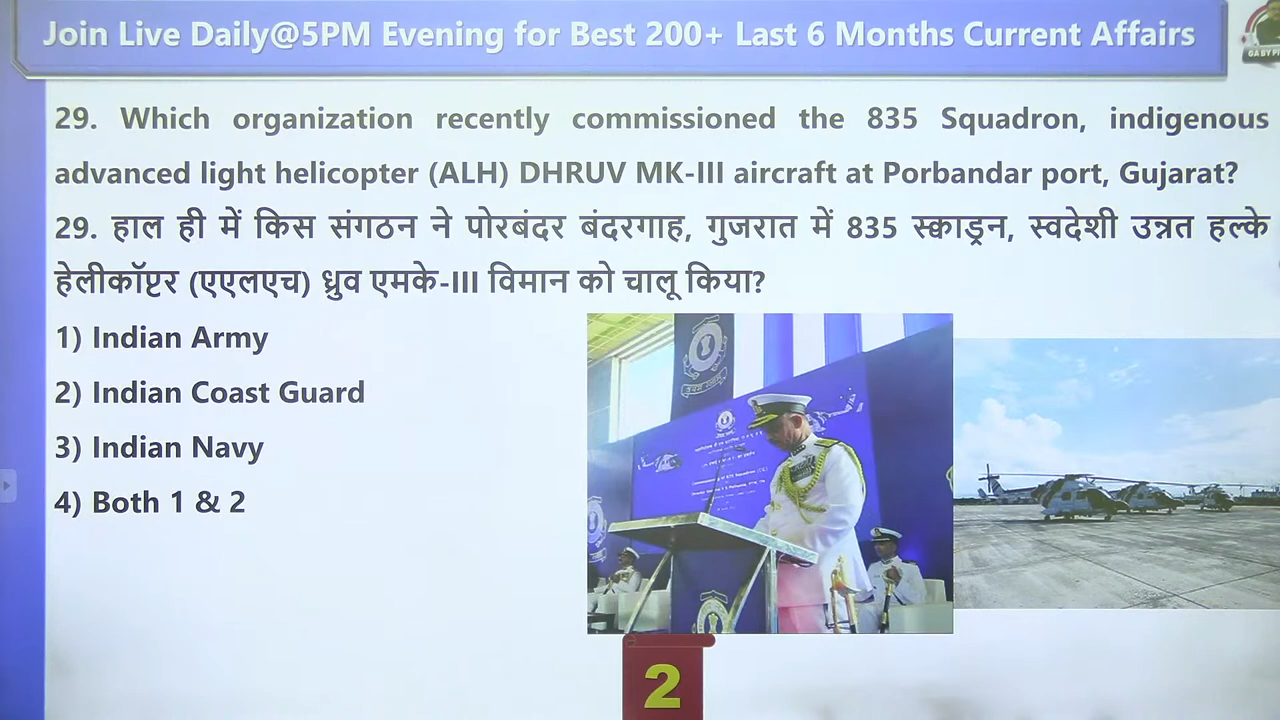 Join Live Daily@5PM Evening for Best 200+ Last 6 Months Current Affairs
29. Which organization recently commissioned the 835 Squadron, indigenous
advanced light helicopter (ALH) DHRUV MK-III aircraft at Porbandar port, Gujarat?
29. हाल ही में किस संगठन ने पोरबंदर बंदरगाह, गुजरात में 835 स्क्वाड्रन, स्वदेशी उन्नत हल्के
हेलीकॉप्टर (एएलएच) ध्रुव एमके-III विमान को चालू किया?
1) Indian Army
2) Indian Coast Guard
3) Indian Navy
4) Both 1 & 2
2